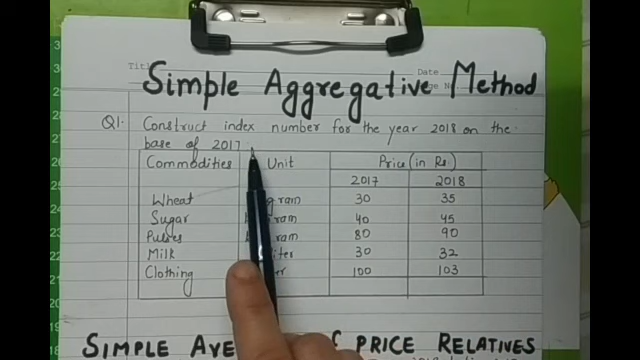 Title
Date
Simple Aggregative Method
Q1. Construct index number for the year 2018 on the
base of 2017.
Commodities Unit Price (in Rs.)
2017 2018
Wheat 30 35
Sugar 40 45
Pulses 80 90
Milk 30 32
Clothing 100 103
SIMPLE PRICE RELATIVES